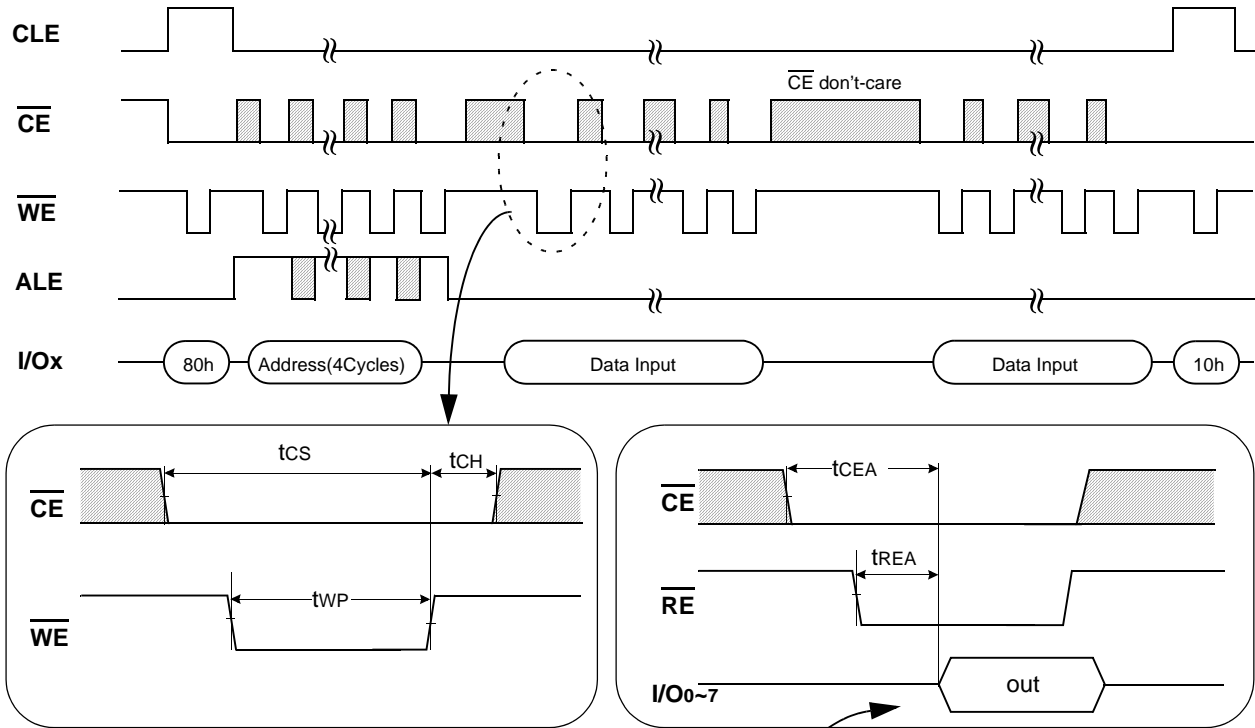 CLE
CE don't-care
CE
WE
ALE
I/Ox
80h
Address(4Cycles)
Data Input
Data Input
10h
tCS
tCH
CE
tWP
WE
tCEA
CE
tREA
RE
I/O0~7
out